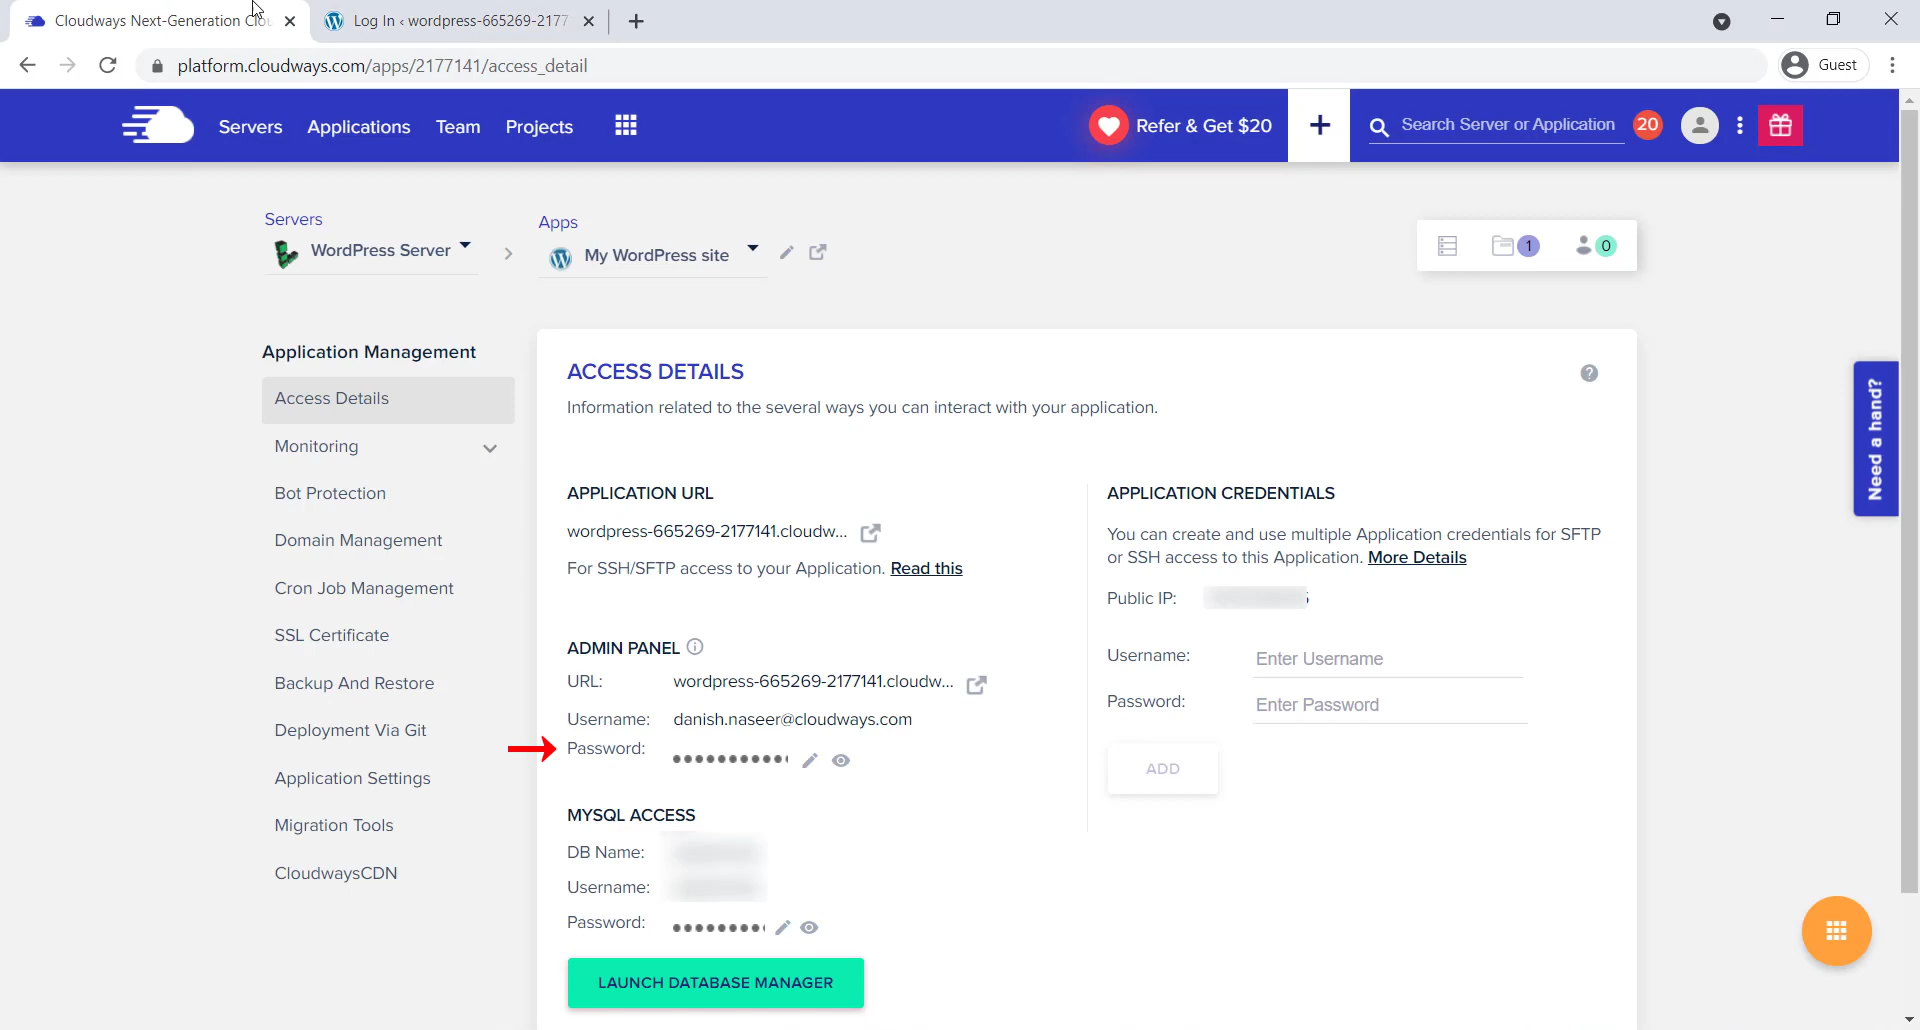 Cloudways Next-Generation Clou
Log In ‹ wordpress-665269-2177
platform.cloudways.com/apps/2177141/access_detail
Guest
Servers
Applications
Team
Projects
Refer & Get $20
+
Search Server or Application
20
Servers
WordPress Server
Apps
My WordPress site
1
0
Application Management
Access Details
Monitoring
Bot Protection
Domain Management
Cron Job Management
SSL Certificate
Backup And Restore
Deployment Via Git
Application Settings
Migration Tools
CloudwaysCDN
ACCESS DETAILS
Information related to the several ways you can interact with your application.
APPLICATION URL
wordpress-665269-2177141.cloudw...
For SSH/SFTP access to your Application. Read this
ADMIN PANEL
URL: wordpress-665269-2177141.cloudw...
Username: danish.naseer@cloudways.com
Password:
MYSQL ACCESS
DB Name:
Username:
Password:
LAUNCH DATABASE MANAGER
APPLICATION CREDENTIALS
You can create and use multiple Application credentials for SFTP
or SSH access to this Application. More Details
Public IP:
Username: Enter Username
Password: Enter Password
ADD
Need a hand?